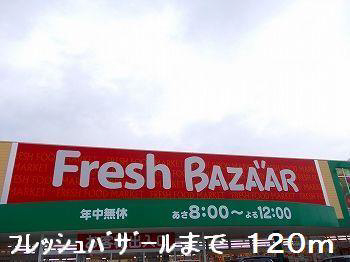 Fresh BAZAAR
年中無休 あさ8:00～よる12:00
フレッシュバザールまで 120m